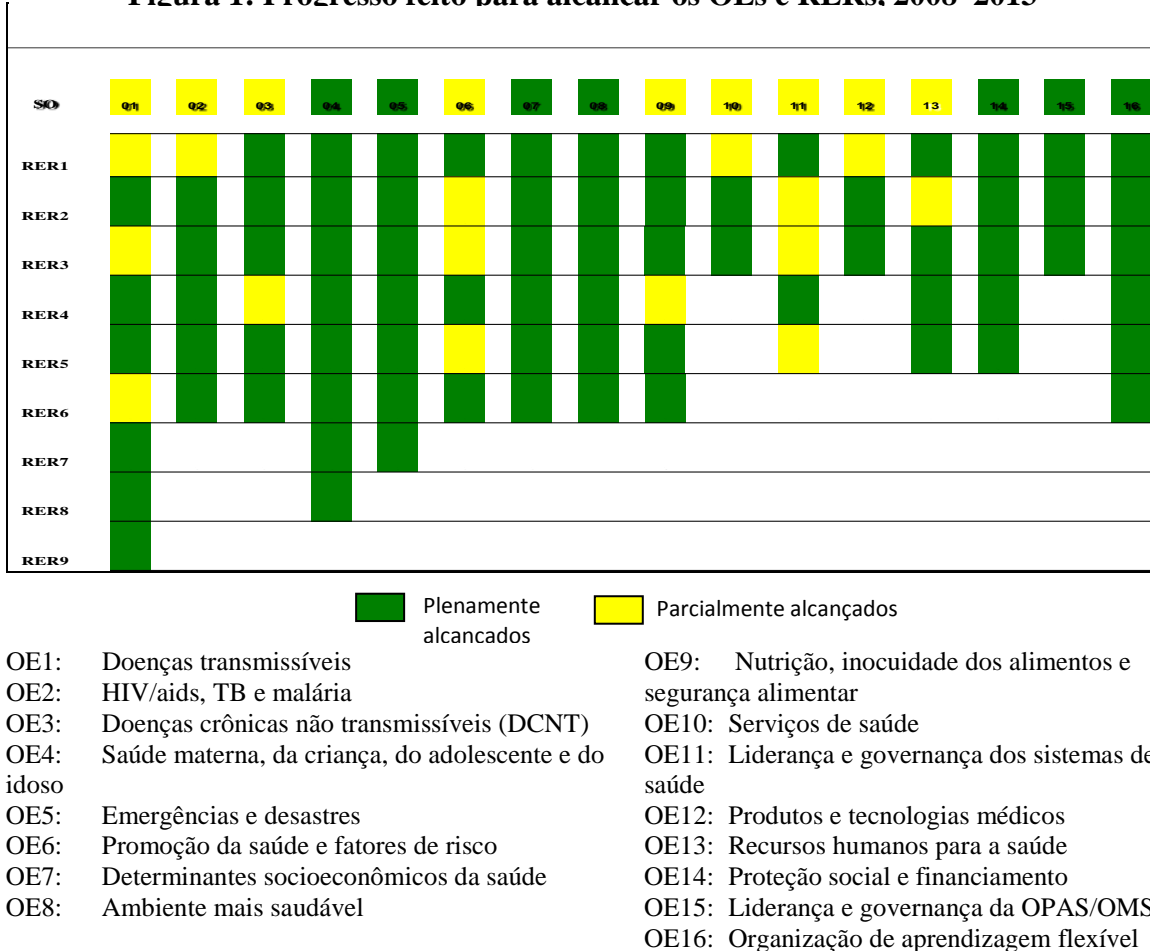 Figura 1: Progresso feito para alcançar os OEs e RERs, 2008–2013
SO 01 02 03 04 05 06 07 08 09 10 11 12 13 14 15 16
RER1
RER2
RER3
RER4
RER5
RER6
RER7
RER8
RER9
Plenamente
alcancados
Parcialmente alcançados
OE1: Doenças transmissíveis
OE2: HIV/aids, TB e malária
OE3: Doenças crônicas não transmissíveis (DCNT)
OE4: Saúde materna, da criança, do adolescente e do
idoso
OE5: Emergências e desastres
OE6: Promoção da saúde e fatores de risco
OE7: Determinantes socioeconômicos da saúde
OE8: Ambiente mais saudável
OE9: Nutrição, inocuidade dos alimentos e
segurança alimentar
OE10: Serviços de saúde
OE11: Liderança e governança dos sistemas de
saúde
OE12: Produtos e tecnologias médicos
OE13: Recursos humanos para a saúde
OE14: Proteção social e financiamento
OE15: Liderança e governança da OPAS/OMS
OE16: Organização de aprendizagem flexível